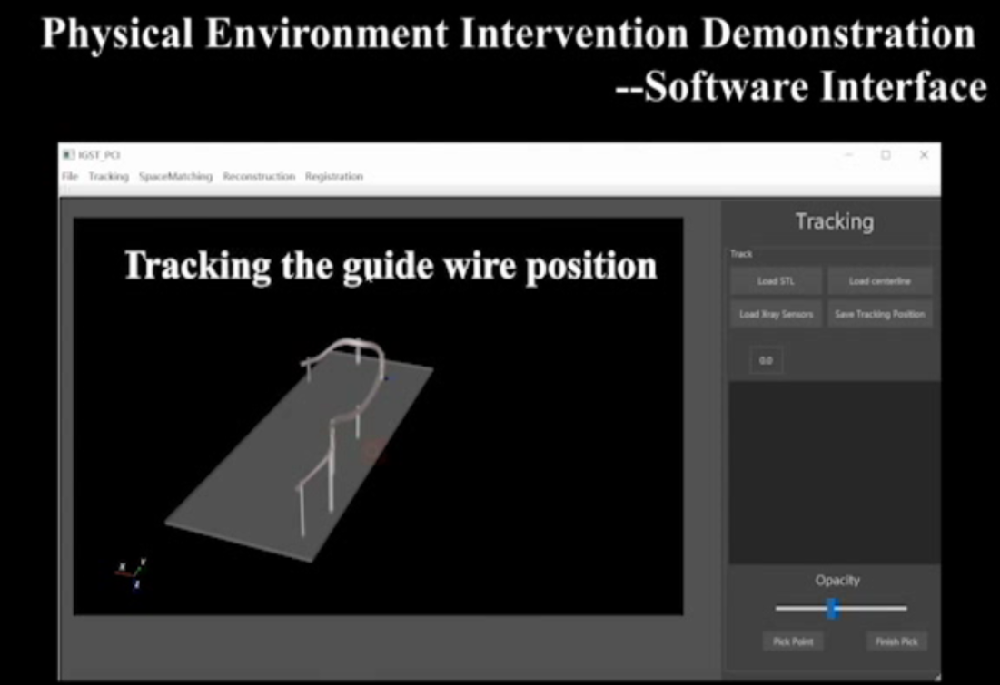 Physical Environment Intervention Demonstration
--Software Interface
IGST_PCI
File Tracking SpaceMatching Reconstruction Registration
Tracking
Tracking the guide wire position
Track
Load STL Load centerline
Load Xray Sensors Save Tracking Position
0.0
X Y
Z
Opacity
Pick Point Finish Pick